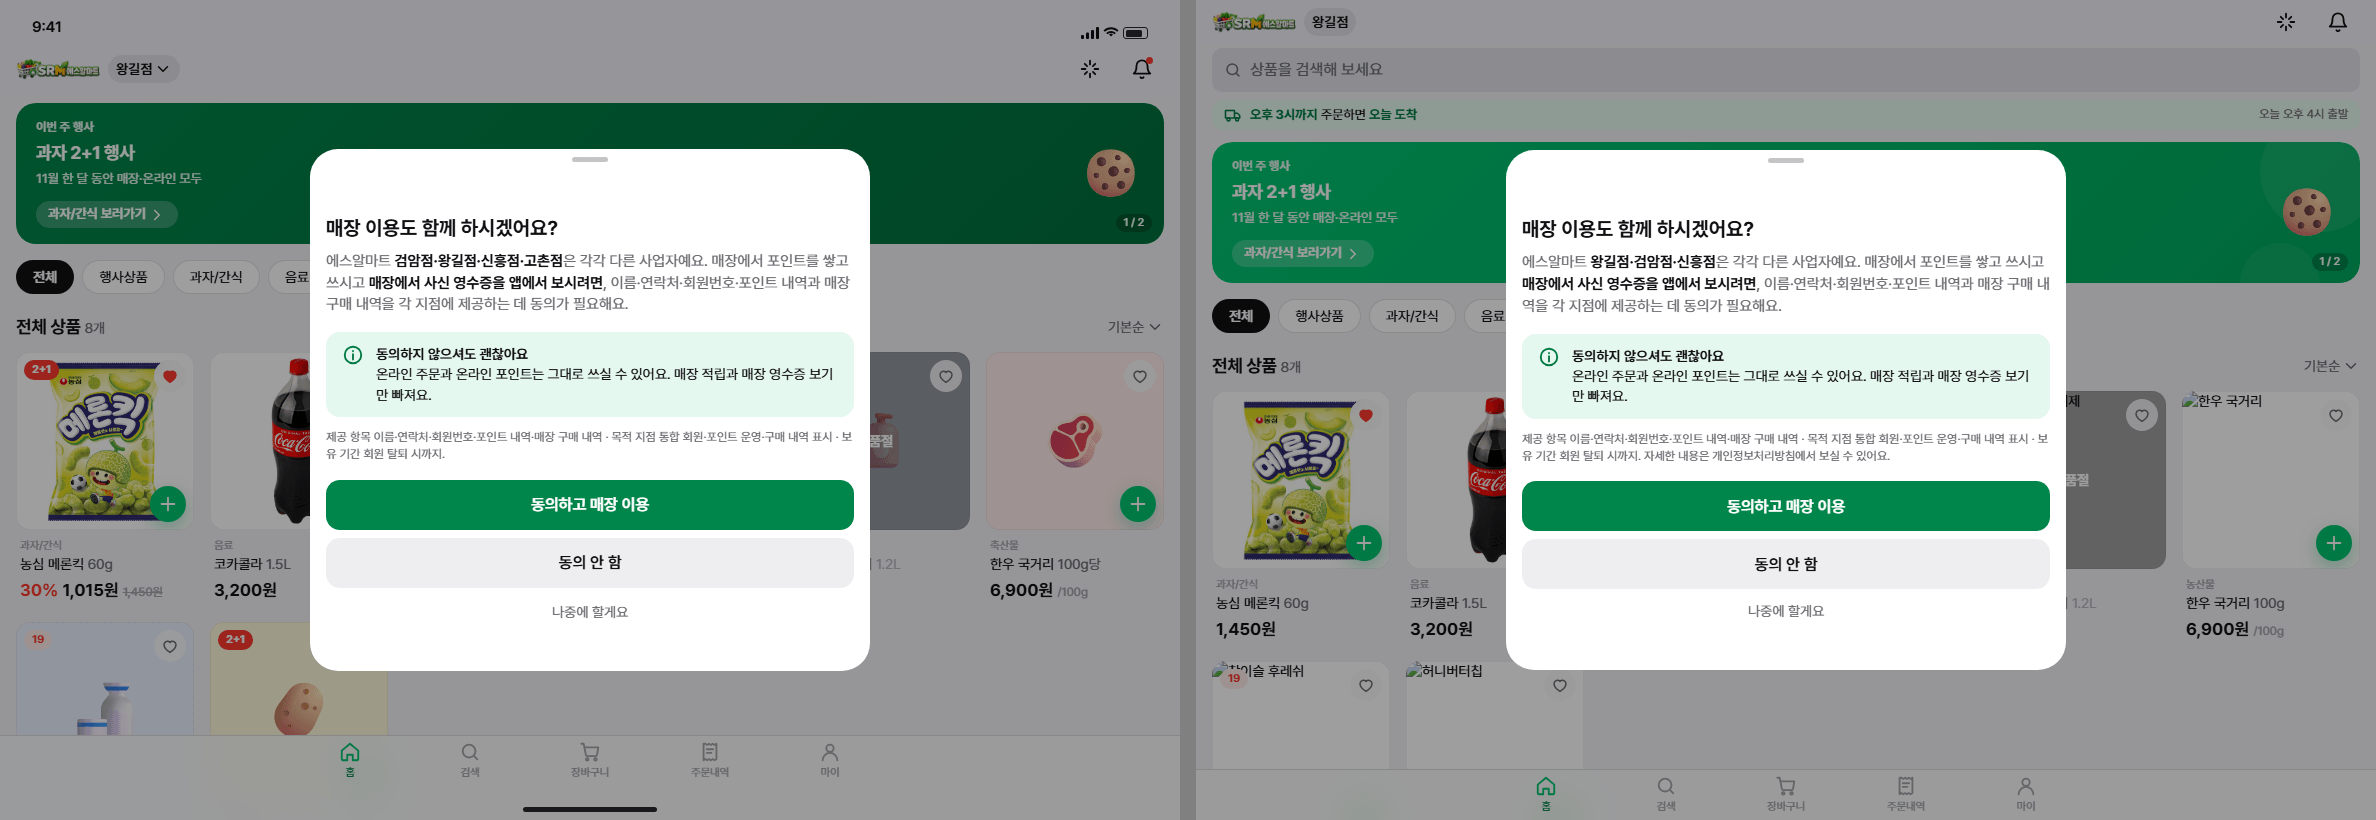 9:41
SRM 에스알마트
왕길점
이번 주 행사
과자 2+1 행사
11월 한 달 동안 매장·온라인 모두
과자/간식 보러가기
1 / 2
전체
행사상품
과자/간식
음료
전체 상품 8개
기본순
2+1
농심
메론킥
Coca-Cola
품절
과자/간식
농심 메론킥 60g
30% 1,015원 1,450원
음료
코카콜라 1.5L
3,200원
1.2L
축산물
한우 국거리 100g당
6,900원 /100g
19
2+1
매장 이용도 함께 하시겠어요?
에스알마트 검암점·왕길점·신흥점·고촌점은 각각 다른 사업자예요. 매장에서 포인트를 쌓고
쓰시고 매장에서 사신 영수증을 앱에서 보시려면, 이름·연락처·회원번호·포인트 내역과 매장
구매 내역을 각 지점에 제공하는 데 동의가 필요해요.
동의하지 않으셔도 괜찮아요
온라인 주문과 온라인 포인트는 그대로 쓰실 수 있어요. 매장 적립과 매장 영수증 보기
만 빠져요.
제공 항목 이름·연락처·회원번호·포인트 내역·매장 구매 내역 · 목적 지점 통합 회원·포인트 운영·구매 내역 표시 · 보
유 기간 회원 탈퇴 시까지.
동의하고 매장 이용
동의 안 함
나중에 할게요
홈
검색
장바구니
주문내역
마이
SRM 에스알마트
왕길점
상품을 검색해 보세요
오후 3시까지 주문하면 오늘 도착
오늘 오후 4시 출발
이번 주 행사
과자 2+1 행사
11월 한 달 동안 매장·온라인 모두
과자/간식 보러가기
1 / 2
전체
행사상품
과자/간식
음료
전체 상품 8개
기본순
메론킥
Coca-Cola
품절
한우 국거리
과자/간식
농심 메론킥 60g
1,450원
음료
코카콜라 1.5L
3,200원
1.2L
농산물
한우 국거리 100g
6,900원 /100g
19
참이슬 후레쉬
허니버터칩
매장 이용도 함께 하시겠어요?
에스알마트 왕길점·검암점·신흥점은 각각 다른 사업자예요. 매장에서 포인트를 쌓고 쓰시고
매장에서 사신 영수증을 앱에서 보시려면, 이름·연락처·회원번호·포인트 내역과 매장 구매 내
역을 각 지점에 제공하는 데 동의가 필요해요.
동의하지 않으셔도 괜찮아요
온라인 주문과 온라인 포인트는 그대로 쓰실 수 있어요. 매장 적립과 매장 영수증 보기
만 빠져요.
제공 항목 이름·연락처·회원번호·포인트 내역·매장 구매 내역 · 목적 지점 통합 회원·포인트 운영·구매 내역 표시 · 보
유 기간 회원 탈퇴 시까지. 자세한 내용은 개인정보처리방침에서 보실 수 있어요.
동의하고 매장 이용
동의 안 함
나중에 할게요
홈
검색
장바구니
주문내역
마이